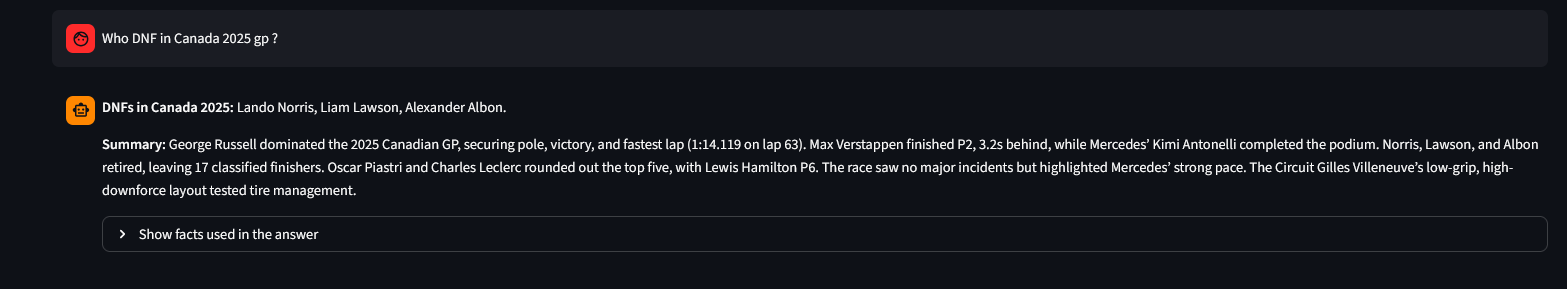 Who DNF in Canada 2025 gp ?
DNFs in Canada 2025: Lando Norris, Liam Lawson, Alexander Albon.
Summary: George Russell dominated the 2025 Canadian GP, securing pole, victory, and fastest lap (1:14.119 on lap 63). Max Verstappen finished P2, 3.2s behind, while Mercedes’ Kimi Antonelli completed the podium. Norris, Lawson, and Albon
retired, leaving 17 classified finishers. Oscar Piastri and Charles Leclerc rounded out the top five, with Lewis Hamilton P6. The race saw no major incidents but highlighted Mercedes’ strong pace. The Circuit Gilles Villeneuve’s low-grip, high-
downforce layout tested tire management.
Show facts used in the answer